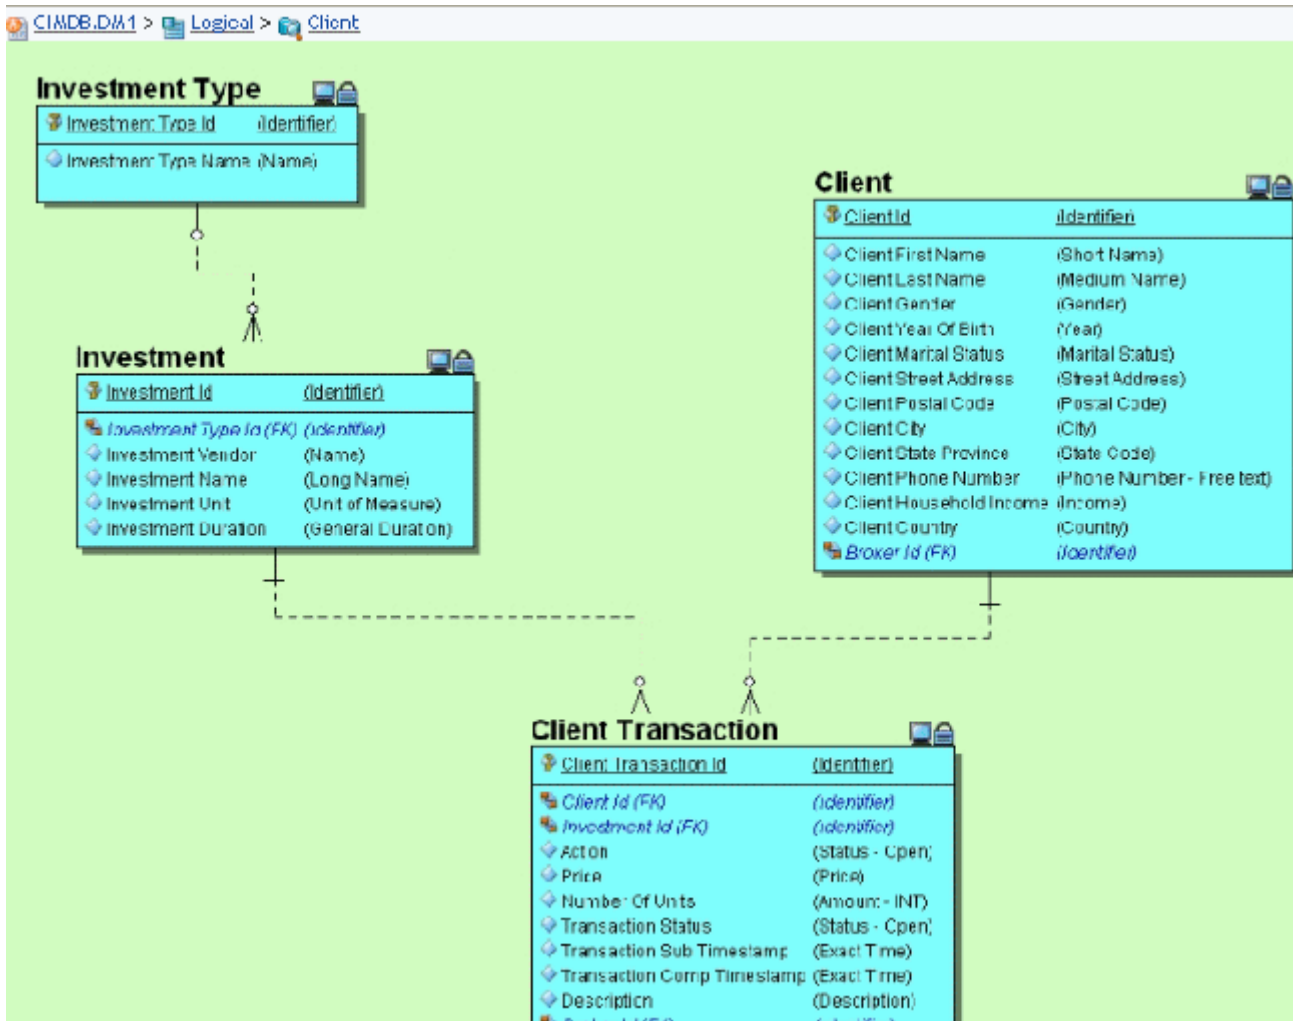 CIMDB.DM1 > Logical > Client
Investment Type
Investment Type Id (Identifier)
Investment Type Name (Name)
Client
Client Id (Identifier)
Client First Name (Short Name)
Client Last Name (Medium Name)
Client Gender (Gender)
Client Year Of Birth (Year)
Client Marital Status (Marital Status)
Client Street Address (Street Address)
Client Postal Code (Postal Code)
Client City (City)
Client State Province (State Code)
Client Phone Number (Phone Number - Free text)
Client Household Income (Income)
Client Country (Country)
Broker Id (FK) (Identifier)
Investment
Investment Id (Identifier)
Investment Type Id (FK) (Identifier)
Investment Vendor (Name)
Investment Name (Long Name)
Investment Unit (Unit of Measure)
Investment Duration (General Duration)
Client Transaction
Client Transaction Id (Identifier)
Client Id (FK) (Identifier)
Investment Id (FK) (Identifier)
Action (Status - Open)
Price (Price)
Number Of Units (Amount - INT)
Transaction Status (Status - Open)
Transaction Sub Timestamp (Exact Time)
Transaction Comp Timestamp (Exact Time)
Description (Description)